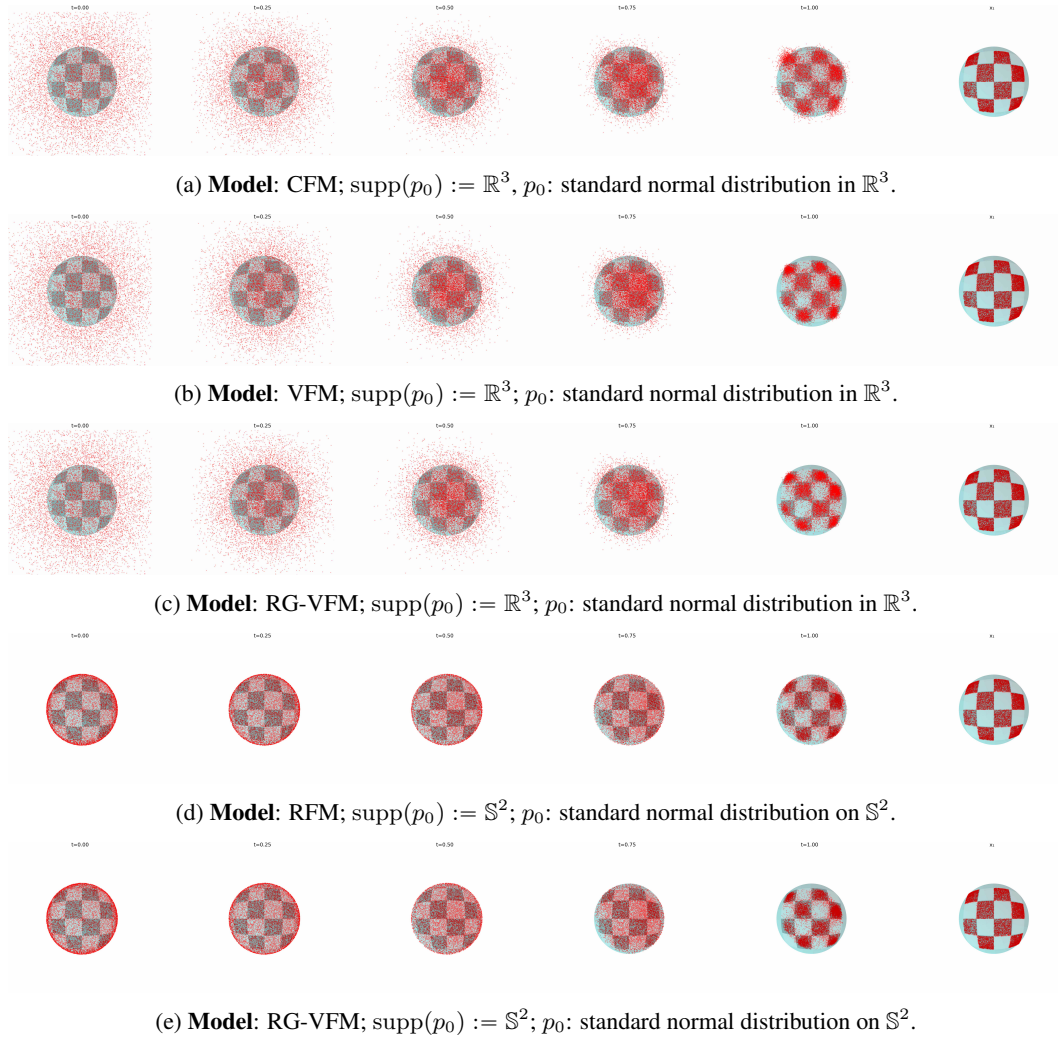 t=0.00 t=0.25 t=0.50 t=0.75 t=1.00 x₁
(a) Model: CFM; supp(p₀) := ℝ³, p₀: standard normal distribution in ℝ³.
t=0.00 t=0.25 t=0.50 t=0.75 t=1.00 x₁
(b) Model: VFM; supp(p₀) := ℝ³; p₀: standard normal distribution in ℝ³.
t=0.00 t=0.25 t=0.50 t=0.75 t=1.00 x₁
(c) Model: RG-VFM; supp(p₀) := ℝ³; p₀: standard normal distribution in ℝ³.
t=0.00 t=0.25 t=0.50 t=0.75 t=1.00 x₁
(d) Model: RFM; supp(p₀) := 𝕊²; p₀: standard normal distribution on 𝕊².
t=0.00 t=0.25 t=0.50 t=0.75 t=1.00 x₁
(e) Model: RG-VFM; supp(p₀) := 𝕊²; p₀: standard normal distribution on 𝕊².